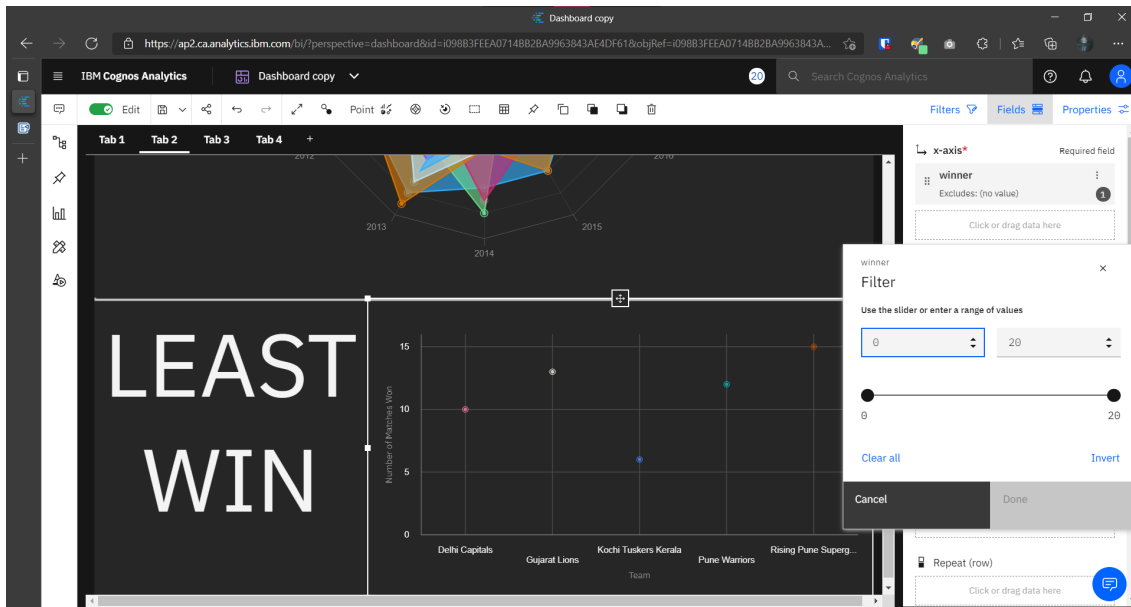 Dashboard copy
https://ap2.ca.analytics.ibm.com/bi/?perspective=dashboard&id=i098B3FEEA0714BB2BA9963843AE4DF61&objRef=i098B3FEEA0714BB2BA9963843A...
IBM Cognos Analytics
Dashboard copy
20
Search Cognos Analytics
Edit
Point
Filters
Fields
Properties
Tab 1
Tab 2
Tab 3
Tab 4
+
2012
2016
2013
2015
2014
x-axis*
Required field
winner
Excludes: (no value)
1
Click or drag data here
LEAST
WIN
Number of Matches Won
15
10
5
0
Delhi Capitals
Gujarat Lions
Kochi Tuskers Kerala
Pune Warriors
Rising Pune Superg...
Team
winner
Filter
Use the slider or enter a range of values
0
20
0
20
Clear all
Invert
Cancel
Done
Repeat (row)
Click or drag data here